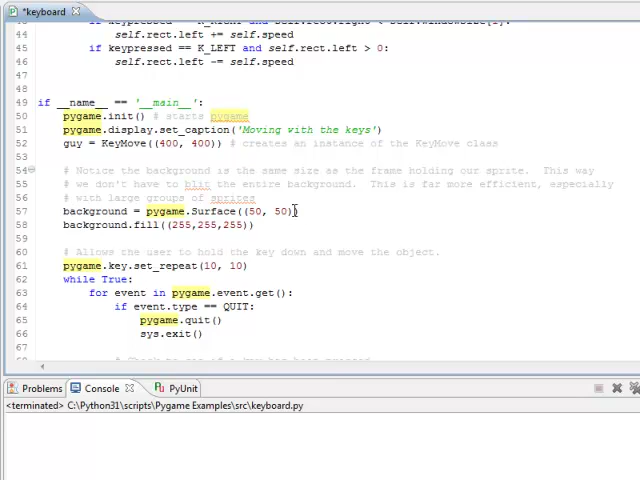 *keyboard
43
44 self.rect.left += self.speed
45 if keypressed == K_LEFT and self.rect.left > 0:
46 self.rect.left -= self.speed
47
48
49 if __name__ == '__main__':
50 pygame.init() # starts pygame
51 pygame.display.set_caption('Moving with the keys')
52 guy = KeyMove((400, 400)) # creates an instance of the KeyMove class
53
54 # Notice the background is the same size as the frame holding our sprite. This way
55 # we don't have to blit the entire background. This is far more efficient, especially
56 # with large groups of sprites
57 background = pygame.Surface((50, 50))
58 background.fill((255,255,255))
59
60 # Allows the user to hold the key down and move the object.
61 pygame.key.set_repeat(10, 10)
62 while True:
63 for event in pygame.event.get():
64 if event.type == QUIT:
65 pygame.quit()
66 sys.exit()
67
Problems Console PyUnit
<terminated> C:\Python31\scripts\Pygame Examples\src\keyboard.py